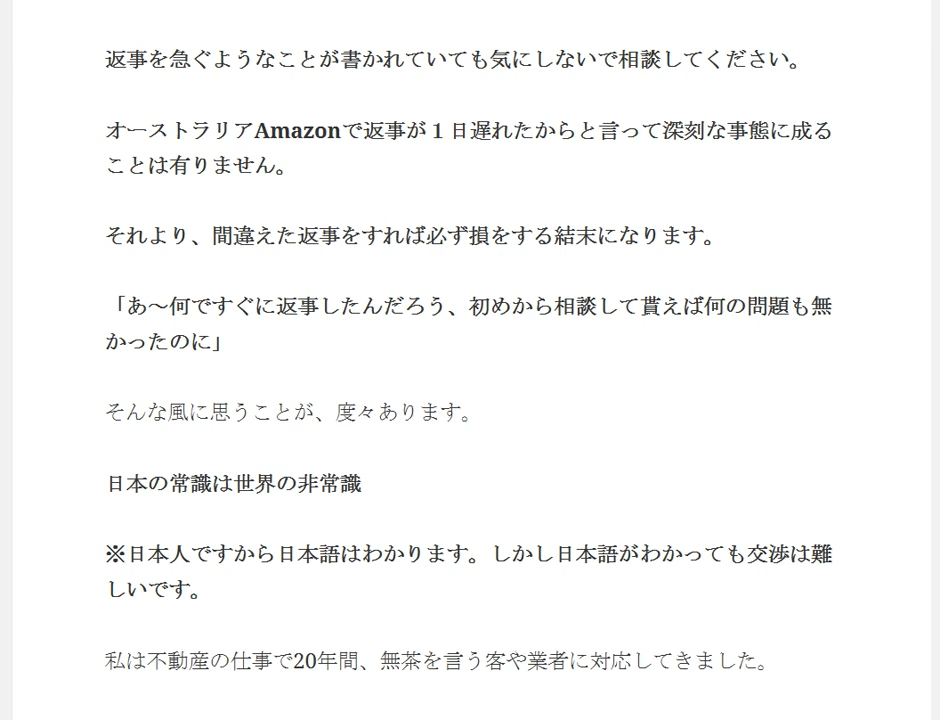 返事を急ぐようなことが書かれていても気にしないで相談してください。
オーストラリアAmazonで返事が１日遅れたからと言って深刻な事態に成る
ことは有りません。
それより、間違えた返事をすれば必ず損をする結末になります。
「あ～何ですぐに返事したんだろう、初めから相談して貰えば何の問題も無
かったのに」
そんな風に思うことが、度々あります。
日本の常識は世界の非常識
※日本人ですから日本語はわかります。しかし日本語がわかっても交渉は難
しいです。
私は不動産の仕事で20年間、無茶を言う客や業者に対応してきました。